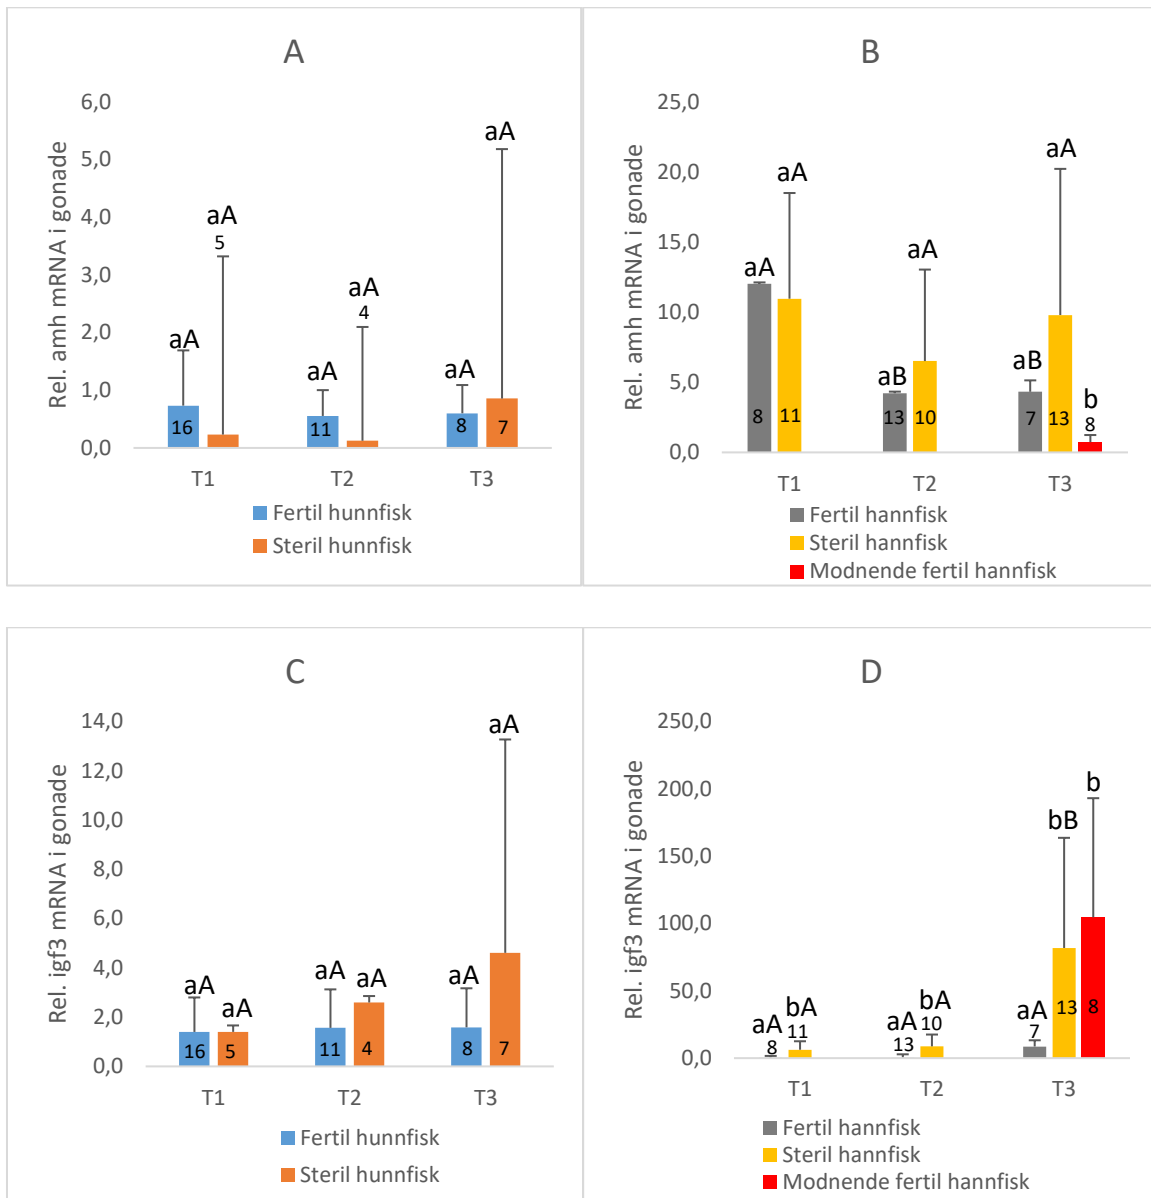 A
Rel. amh mRNA i gonade
6,0
5,0
4,0
3,0
2,0
1,0
0,0
aA
16
aA
5
aA
11
aA
4
aA
8
aA
7
T1
T2
T3
Fertil hunnfisk
Steril hunnfisk
B
Rel. amh mRNA i gonade
25,0
20,0
15,0
10,0
5,0
0,0
aA
8
aA
11
aB
13
aA
10
aB
7
aA
13
b
8
T1
T2
T3
Fertil hannfisk
Steril hannfisk
Modnende fertil hannfisk
C
Rel. igf3 mRNA i gonade
14,0
12,0
10,0
8,0
6,0
4,0
2,0
0,0
aA
16
aA
5
aA
11
aA
4
aA
8
aA
7
T1
T2
T3
Fertil hunnfisk
Steril hunnfisk
D
Rel. igf3 mRNA i gonade
250,0
200,0
150,0
100,0
50,0
0,0
aA
8
bA
11
aA
13
bA
10
aA
7
bB
13
b
8
T1
T2
T3
Fertil hannfisk
Steril hannfisk
Modnende fertil hannfisk